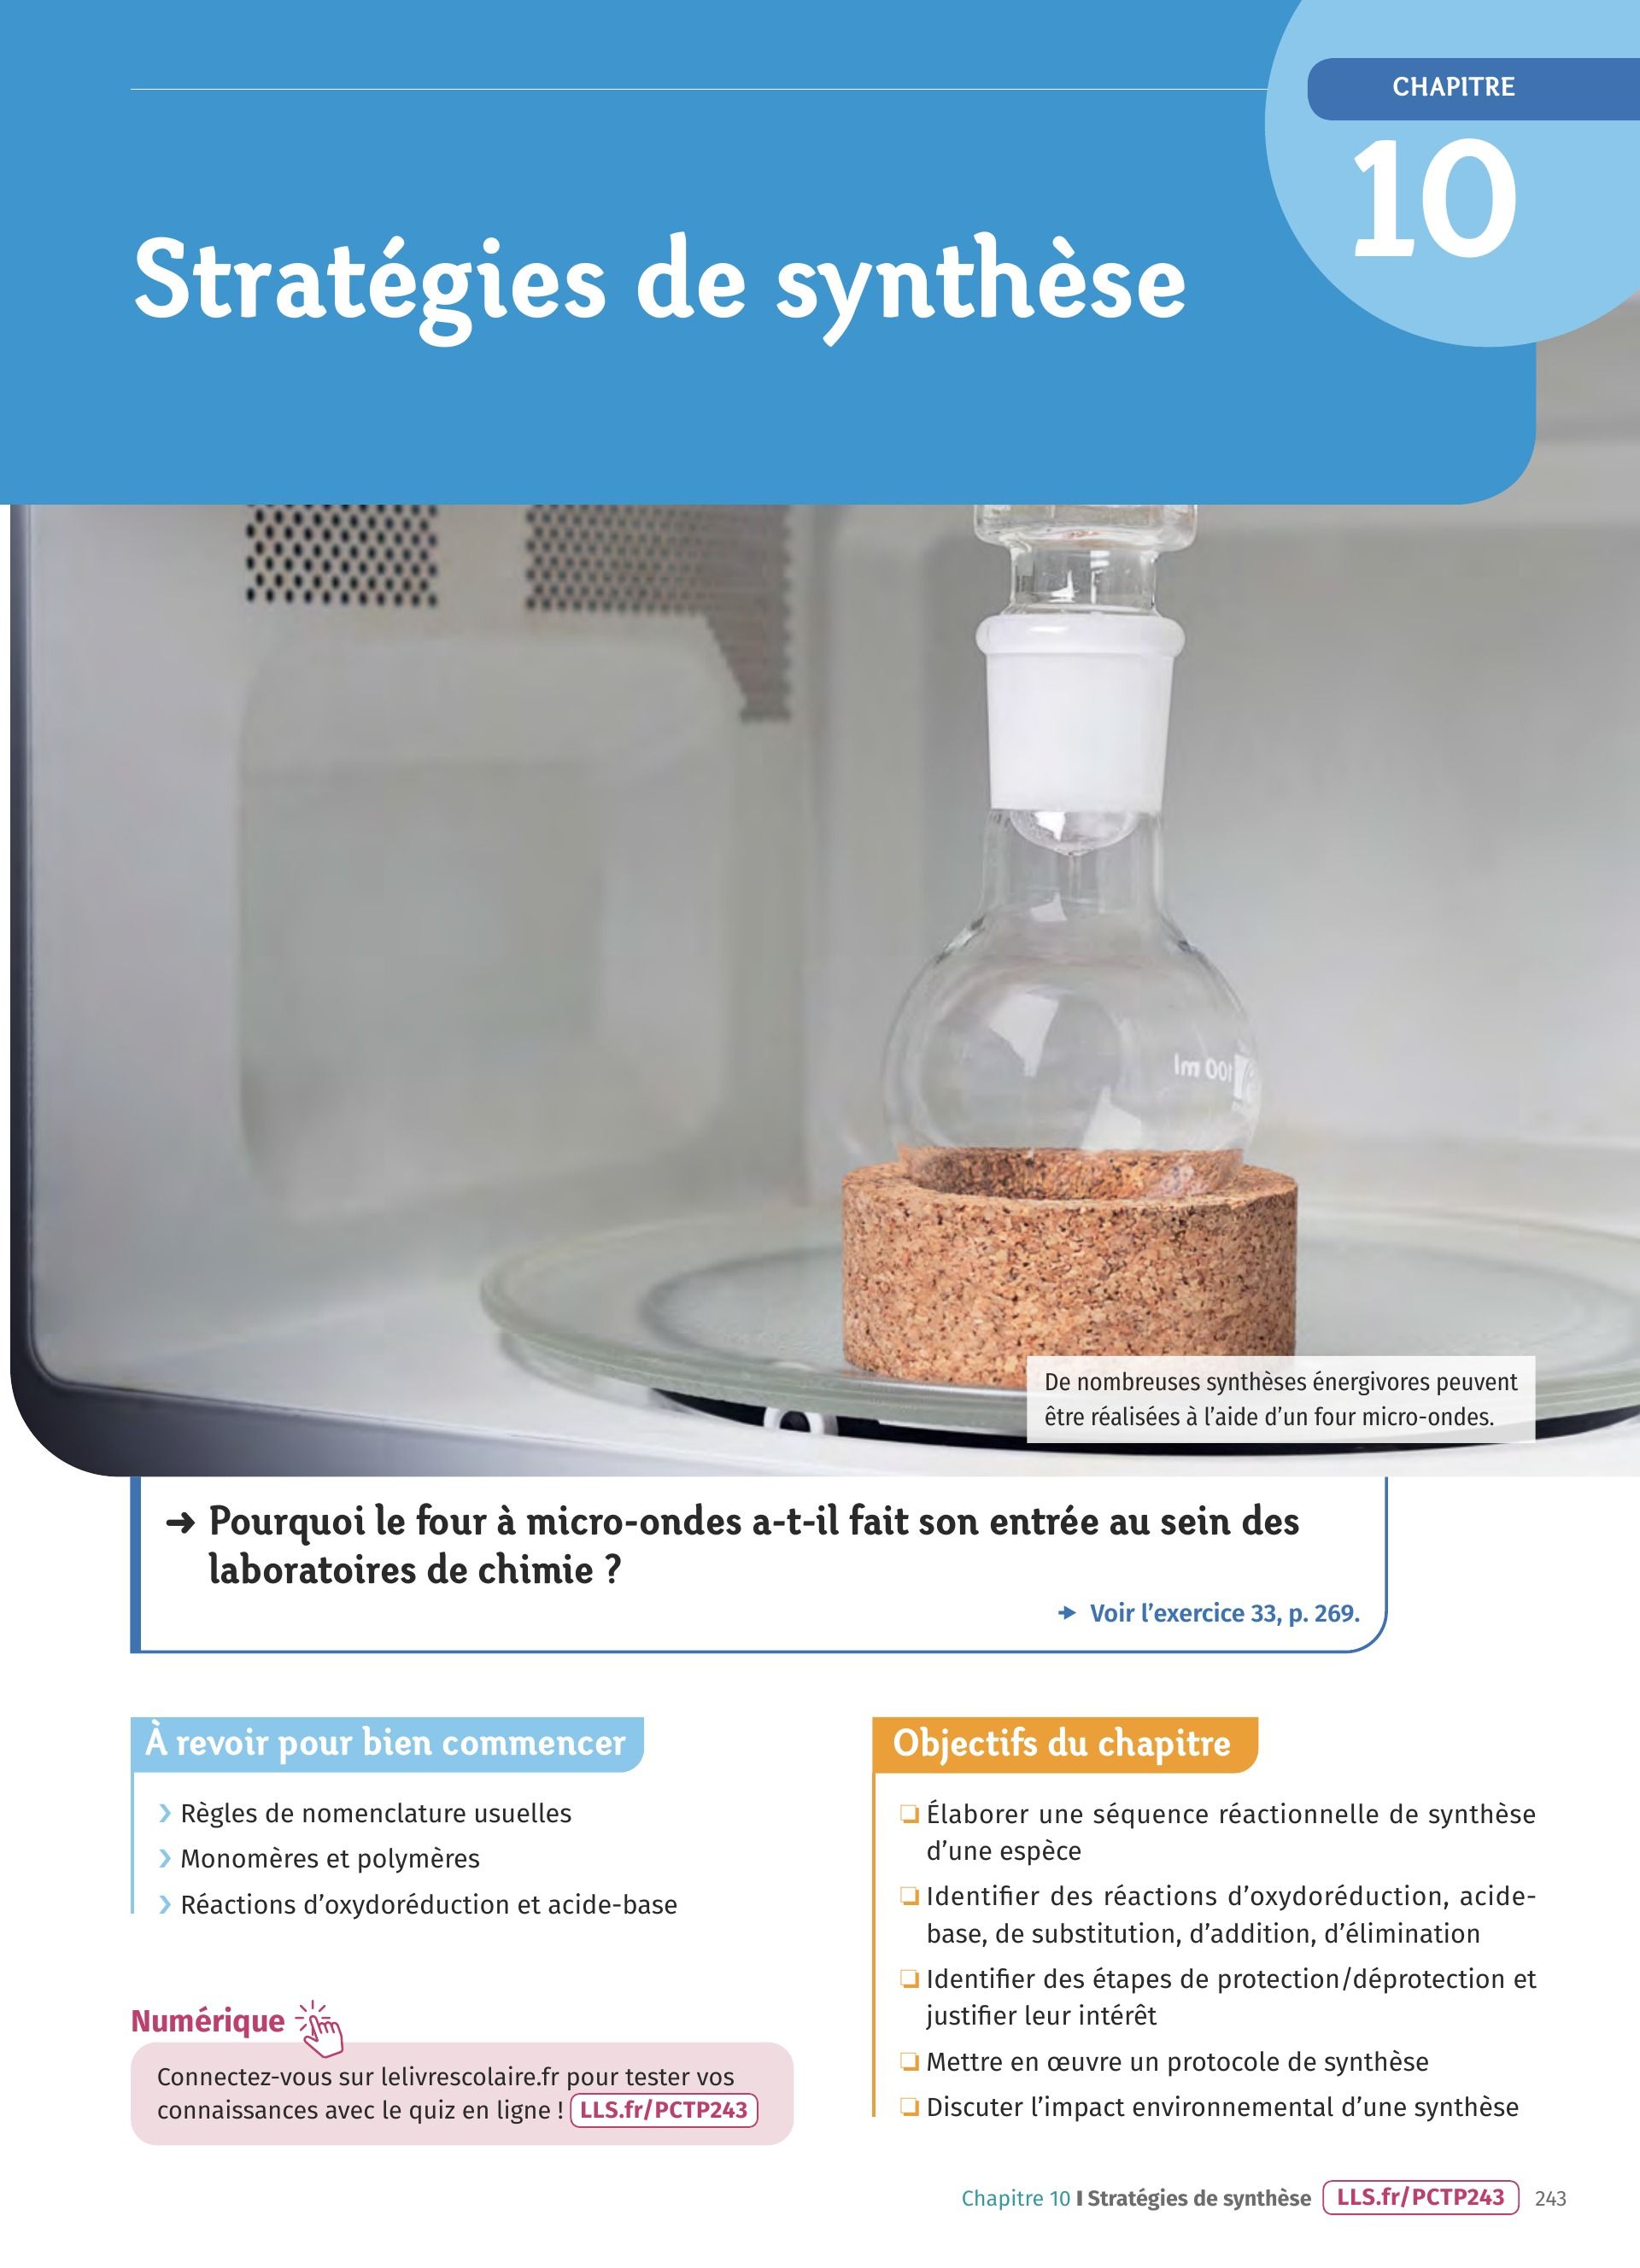 CHAPITRE
10
Stratégies de synthèse
100 ml
De nombreuses synthèses énergivores peuvent
être réalisées à l'aide d'un four micro-ondes.
➜ Pourquoi le four à micro-ondes a-t-il fait son entrée au sein des
laboratoires de chimie ?
Voir l'exercice 33, p. 269.
À revoir pour bien commencer
Règles de nomenclature usuelles
Monomères et polymères
Réactions d'oxydoréduction et acide-base
Numérique
Connectez-vous sur lelivrescolaire.fr pour tester vos
connaissances avec le quiz en ligne ! LLS.fr/PCTP243
Objectifs du chapitre
❏ Élaborer une séquence réactionnelle de synthèse
d'une espèce
❏ Identifier des réactions d'oxydoréduction, acide-
base, de substitution, d'addition, d'élimination
❏ Identifier des étapes de protection/déprotection et
justifier leur intérêt
❏ Mettre en œuvre un protocole de synthèse
❏ Discuter l'impact environnemental d'une synthèse
Chapitre 10 I Stratégies de synthèse LLS.fr/PCTP243 243